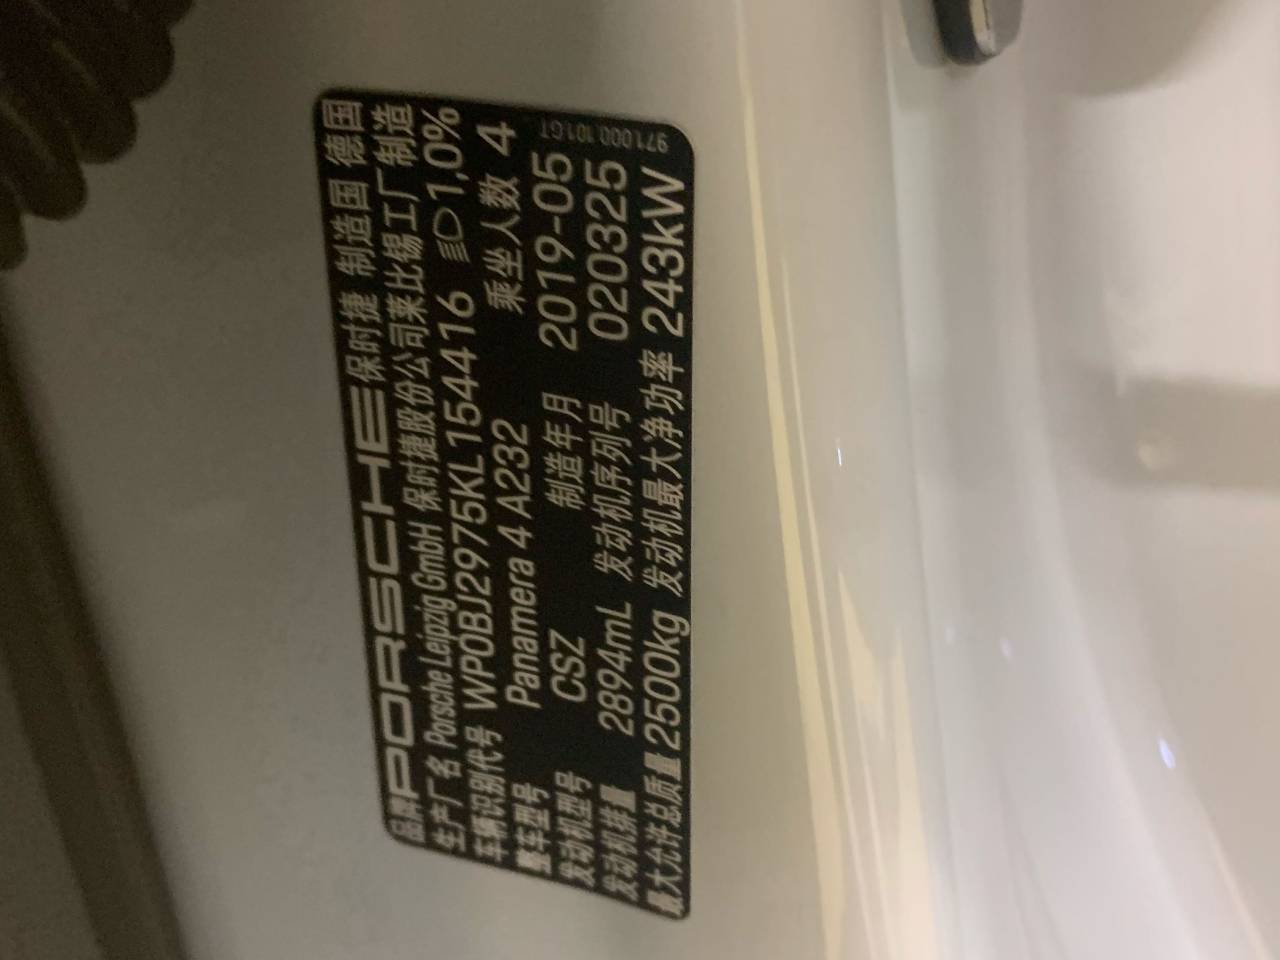 品牌 PORSCHE 保时捷 制造国 德国
生产厂名 Porsche Leipzig GmbH 保时捷股份公司莱比锡工厂制造
车辆识别代号 WP0BJ2975KL154416 1,0%
整车型号 Panamera 4 A232 乘坐人数 4
发动机型号 CSZ 制造年月 2019-05
发动机排量 2894mL 发动机序列号 020325
最大允许总质量 2500kg 发动机最大净功率 243kW
971.000.101.GT